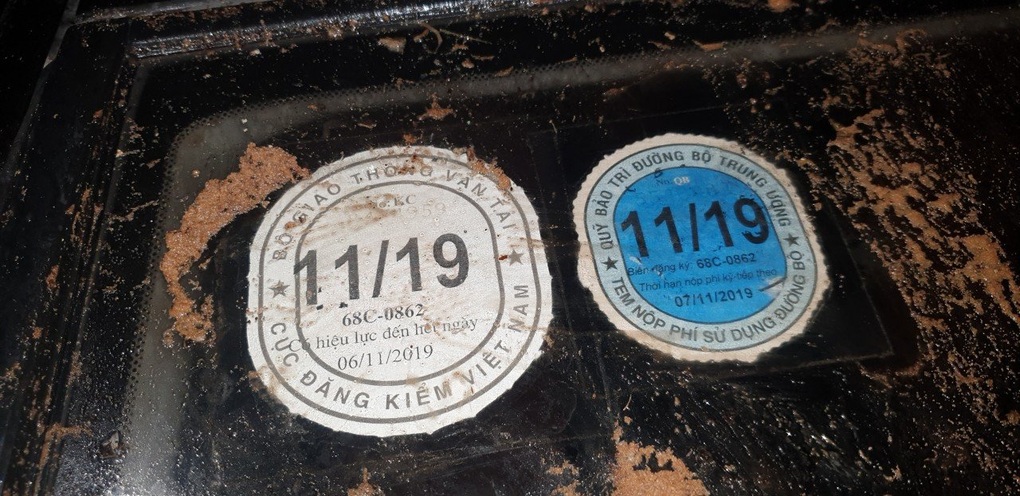 BỘ GIAO THÔNG VẬN TẢI
KC
11/19
68C-0862
Có hiệu lực đến hết ngày
06/11/2019
CỤC ĐĂNG KIỂM VIỆT NAM
QUỸ BẢO TRÌ ĐƯỜNG BỘ TRUNG ƯƠNG
No. QB
11/19
Biển đăng ký: 68C-0862
Thời hạn nộp phí kỳ tiếp theo
07/11/2019
TEM NỘP PHÍ SỬ DỤNG ĐƯỜNG BỘ